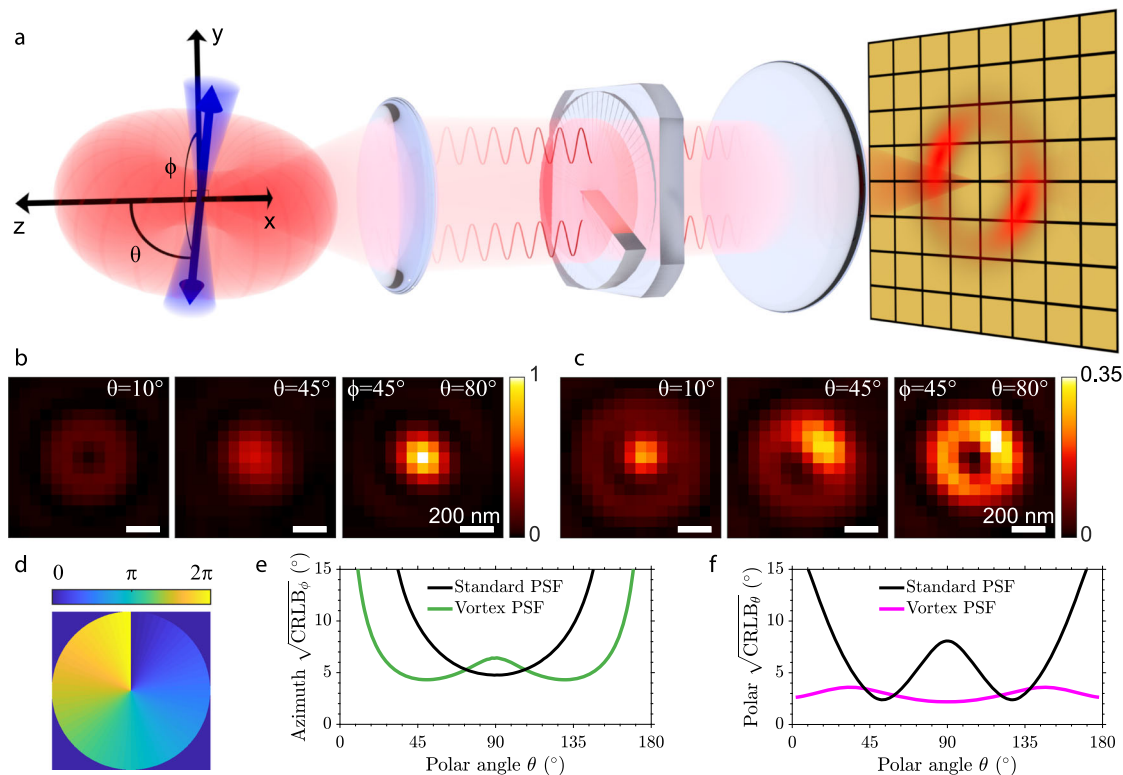 a
y
ϕ
z
x
θ
b
c
θ=10°
θ=45°
ϕ=45° θ=80°
200 nm
1
0
θ=10°
θ=45°
ϕ=45° θ=80°
200 nm
0.35
0
d
0 π 2π
e
Azimuth √CRLBϕ (°)
15
10
5
0
Standard PSF
Vortex PSF
0 45 90 135 180
Polar angle θ (°)
f
Polar √CRLBθ (°)
15
10
5
0
Standard PSF
Vortex PSF
0 45 90 135 180
Polar angle θ (°)